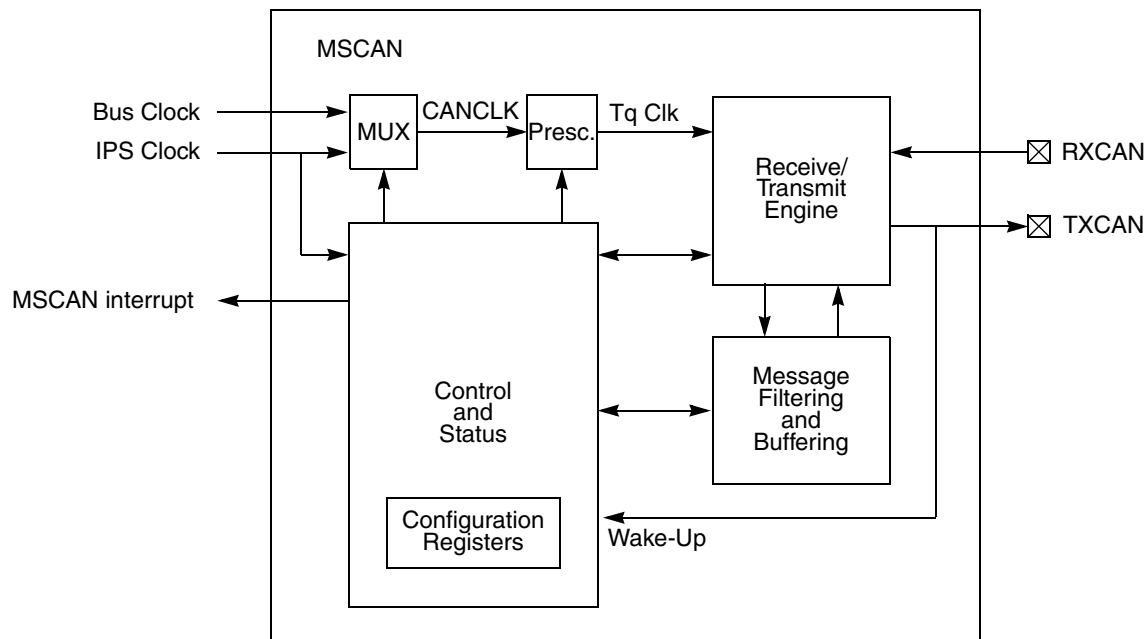 MSCAN
Bus Clock
IPS Clock
MUX
CANCLK
Presc.
Tq Clk
Receive/
Transmit
Engine
RXCAN
TXCAN
MSCAN interrupt
Control
and
Status
Message
Filtering
and
Buffering
Configuration
Registers
Wake-Up